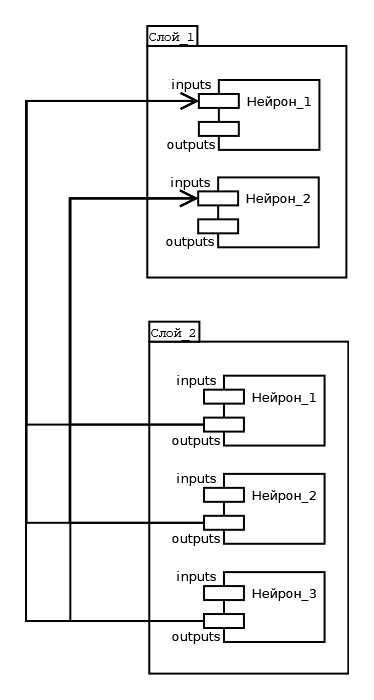 Слой_1
inputs
Нейрон_1
outputs
inputs
Нейрон_2
outputs
Слой_2
inputs
Нейрон_1
outputs
inputs
Нейрон_2
outputs
inputs
Нейрон_3
outputs